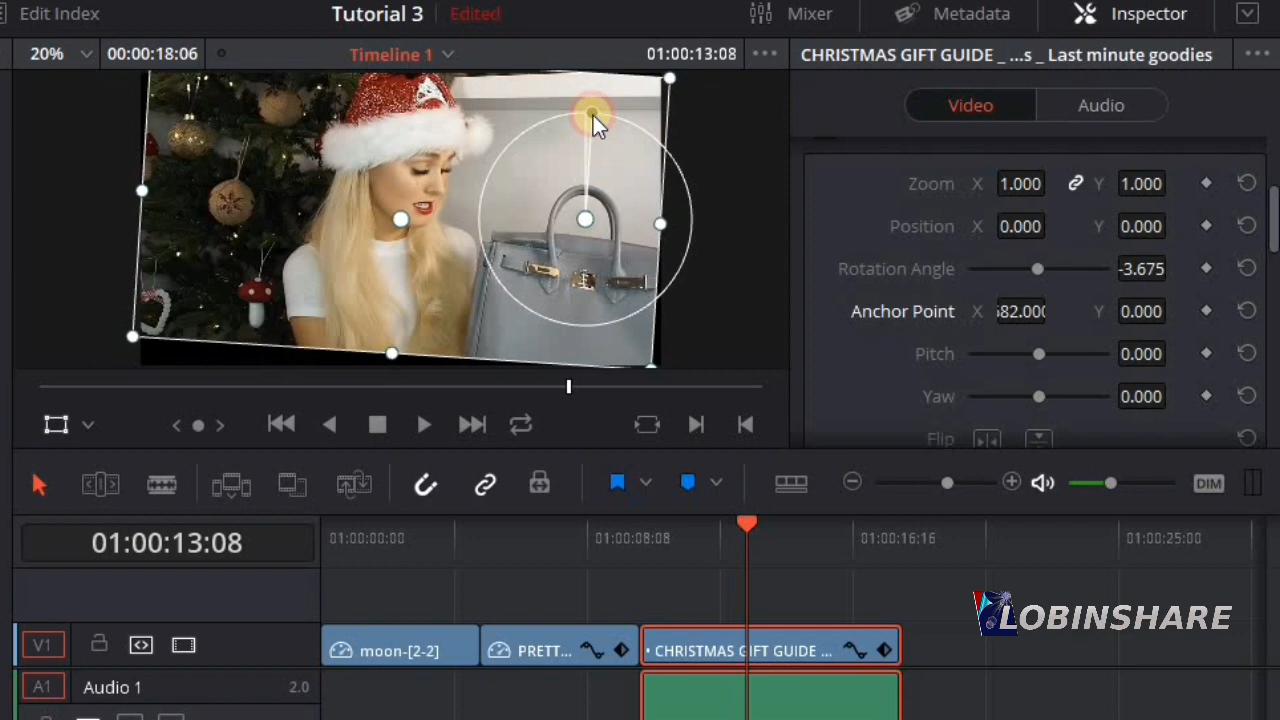 Edit Index
Tutorial 3
Edited
Mixer
Metadata
Inspector
20%
00:00:18:06
Timeline 1
01:00:13:08
CHRISTMAS GIFT GUIDE _ ...s _ Last minute goodies
Video
Audio
Zoom X 1.000 Y 1.000
Position X 0.000 Y 0.000
Rotation Angle -3.675
Anchor Point X 82.000 Y 0.000
Pitch 0.000
Yaw 0.000
Flip
DIM
01:00:13:08
01:00:00:00
01:00:08:08
01:00:16:16
01:00:25:00
LOBINSHARE
V1
moon-[2-2]
PRETT...
• CHRISTMAS GIFT GUIDE ...
A1
Audio 1
2.0